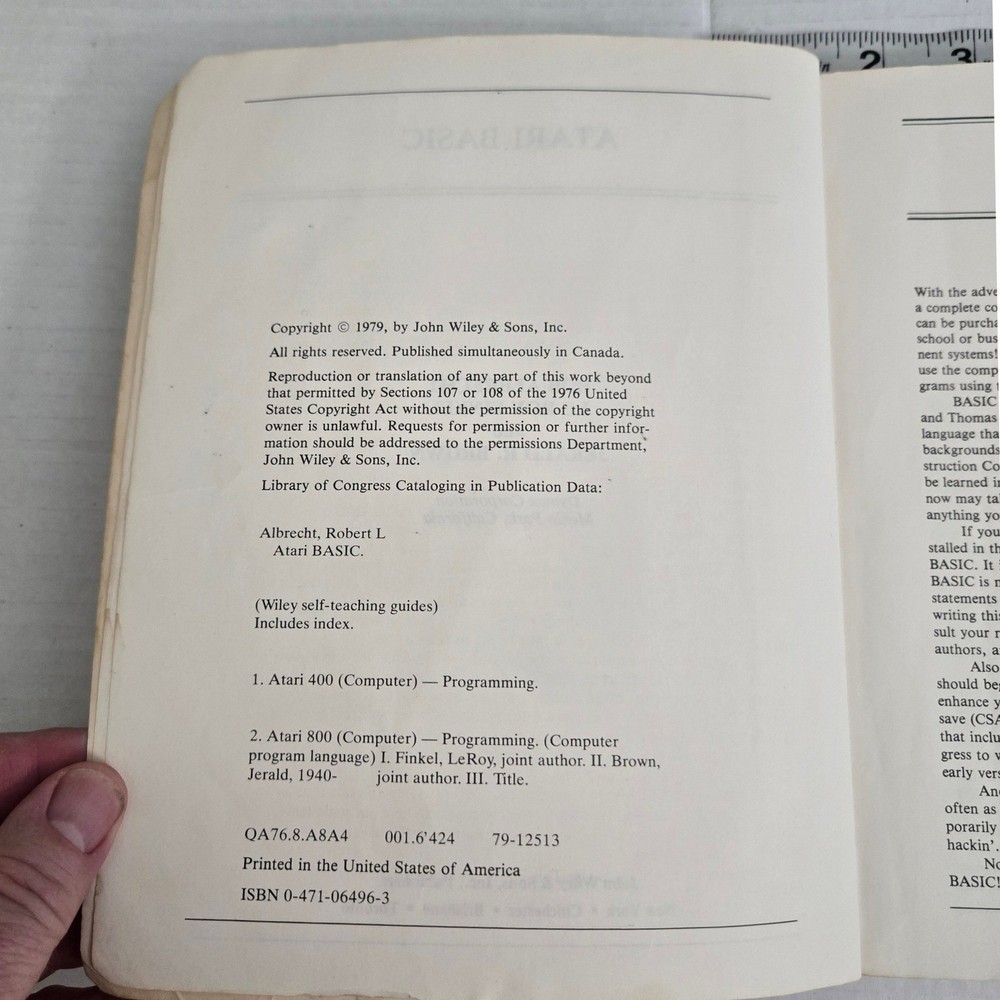 Copyright © 1979, by John Wiley & Sons, Inc.
All rights reserved. Published simultaneously in Canada.
Reproduction or translation of any part of this work beyond
that permitted by Sections 107 or 108 of the 1976 United
States Copyright Act without the permission of the copyright
owner is unlawful. Requests for permission or further infor-
mation should be addressed to the permissions Department,
John Wiley & Sons, Inc.
Library of Congress Cataloging in Publication Data:
Albrecht, Robert L
Atari BASIC.
(Wiley self-teaching guides)
Includes index.
1. Atari 400 (Computer) — Programming.
2. Atari 800 (Computer) — Programming. (Computer
program language) I. Finkel, LeRoy, joint author. II. Brown,
Jerald, 1940- joint author. III. Title.
QA76.8.A8A4 001.6'424 79-12513
Printed in the United States of America
ISBN 0-471-06496-3
2 3
With the adve
a complete co
can be purcha
school or bus
nent systems!
use the comp
grams using
BASIC
and Thomas
language tha
backgrounds
struction Co
be learned i
now may ta
anything yo
If you
stalled in th
BASIC. It
BASIC is n
statements
writing this
sult your r
authors, a
Also
should be
enhance y
save (CSA
that inclu
gress to v
early vers
An
often as
porarily
hackin'.
No
BASIC!